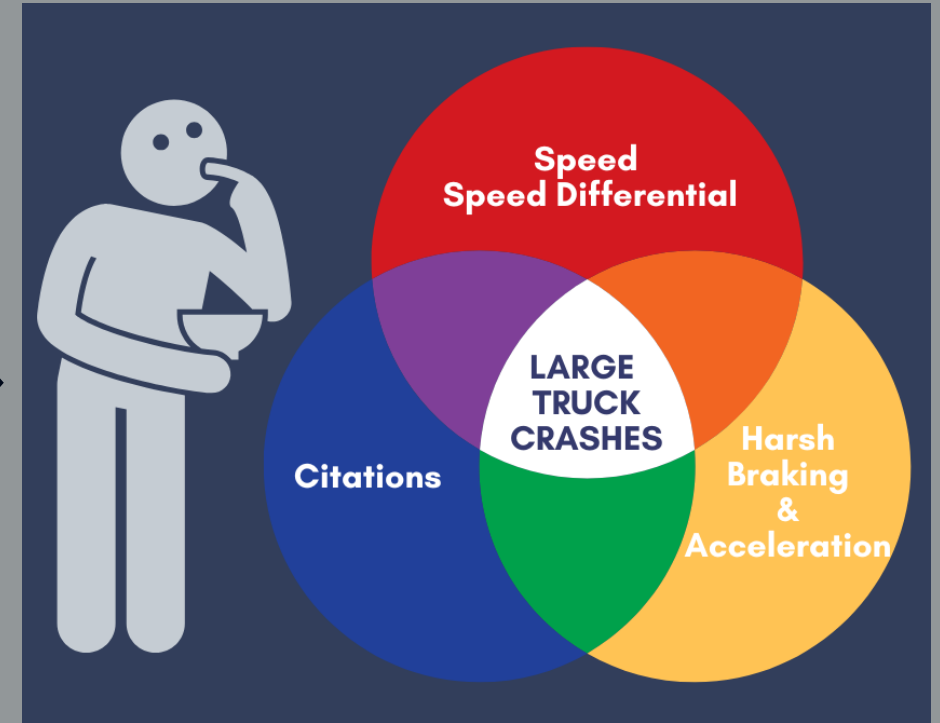 Speed
Speed Differential
LARGE
TRUCK
CRASHES
Citations
Harsh
Braking
&
Acceleration